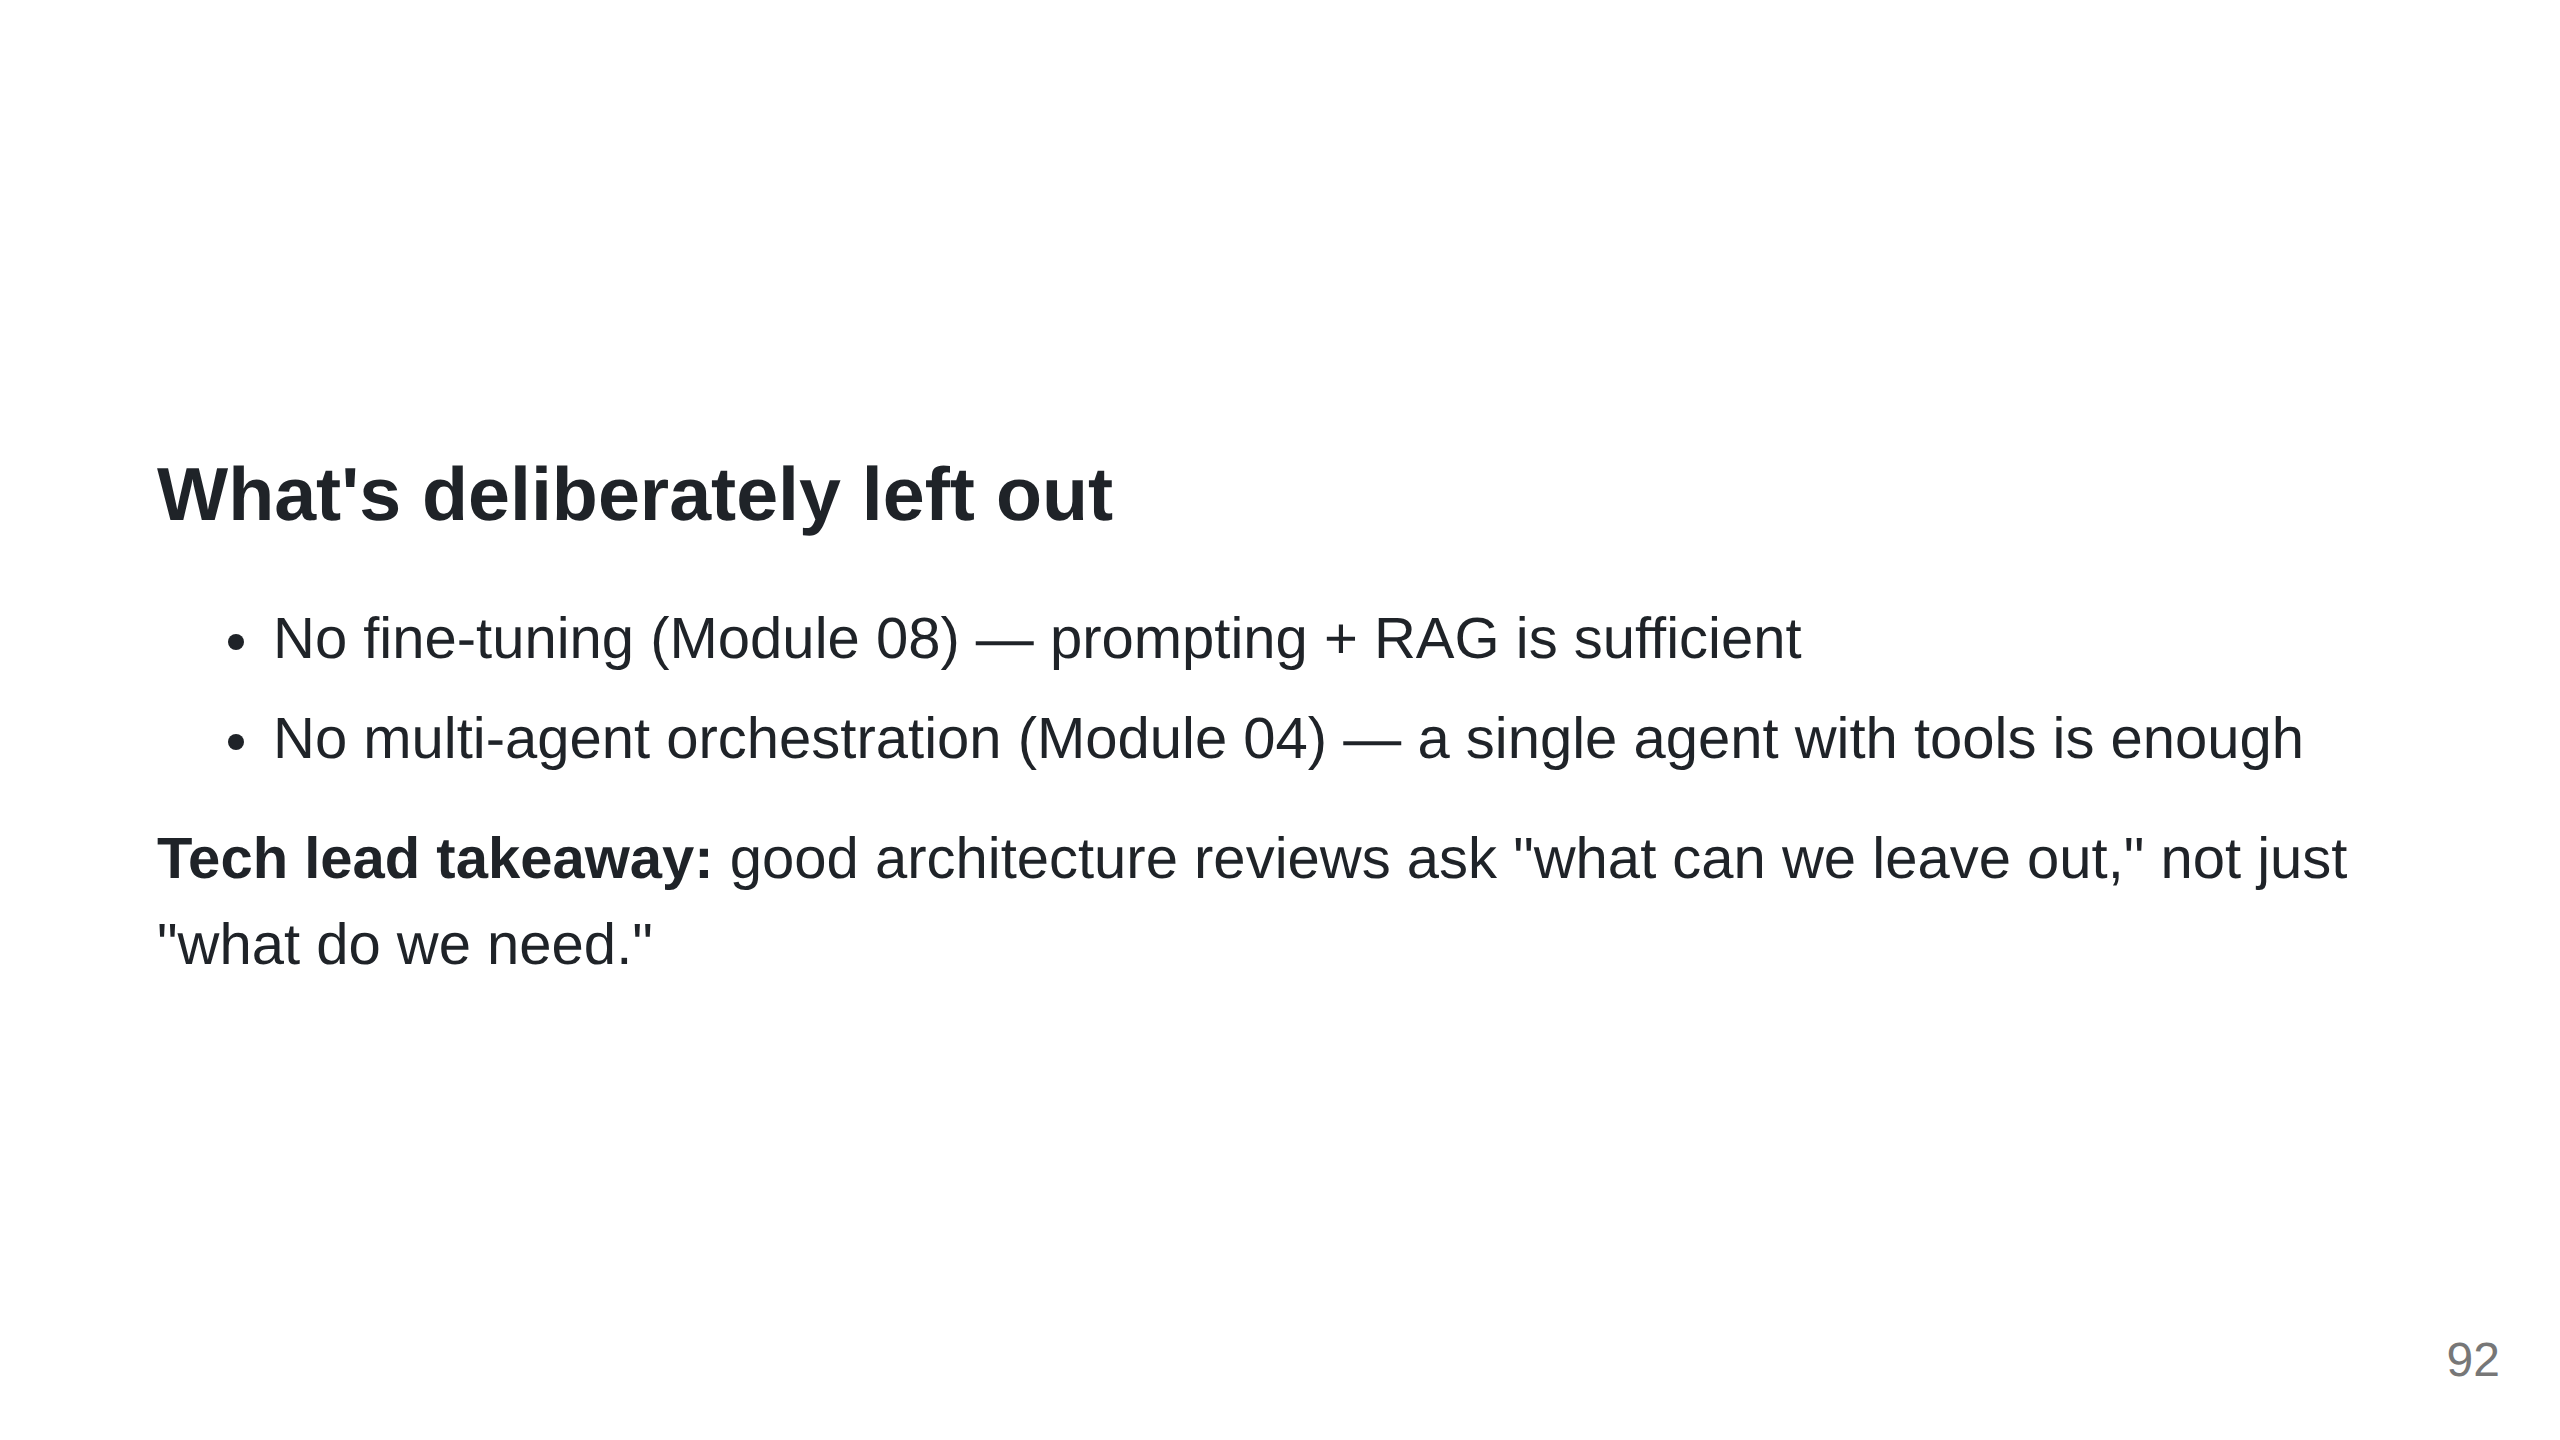 What's deliberately left out
• No fine-tuning (Module 08) — prompting + RAG is sufficient
• No multi-agent orchestration (Module 04) — a single agent with tools is enough
Tech lead takeaway: good architecture reviews ask "what can we leave out," not just
"what do we need."
92